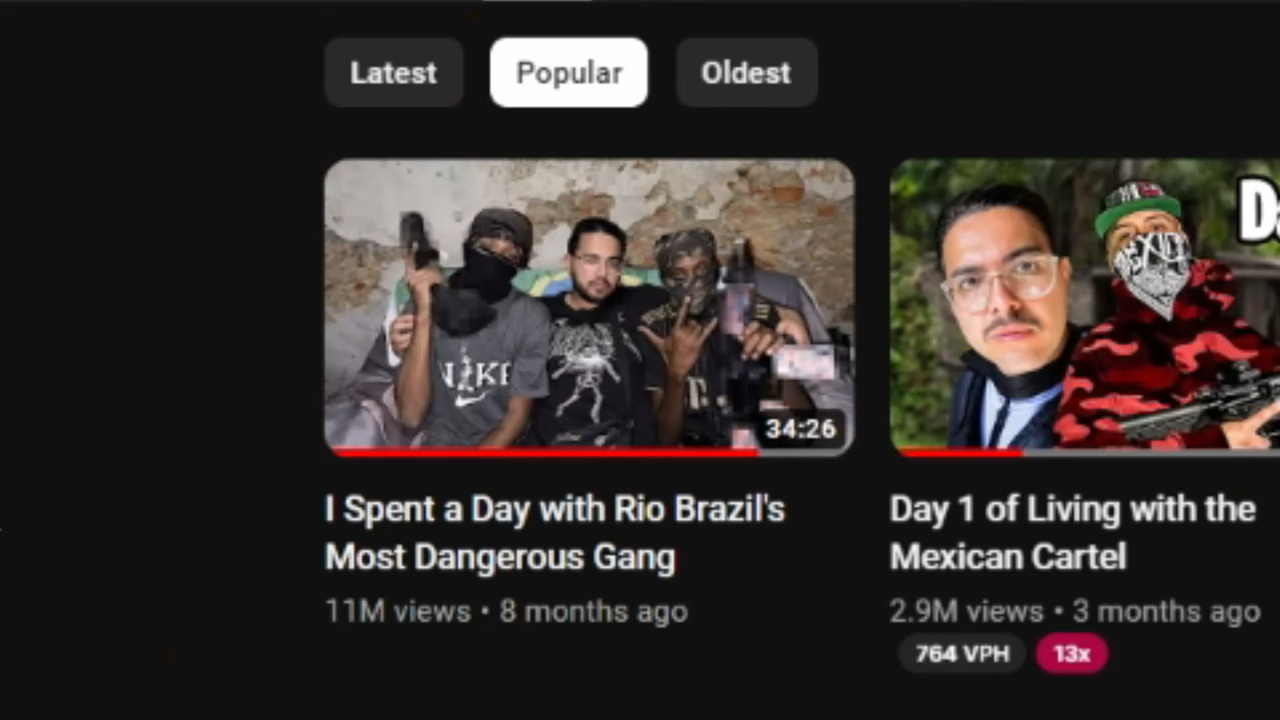 Latest
Popular
Oldest
NIKE
34:26
I Spent a Day with Rio Brazil's
Most Dangerous Gang
11M views • 8 months ago
Day 1 of Living with the
Mexican Cartel
2.9M views • 3 months ago
764 VPH
13x